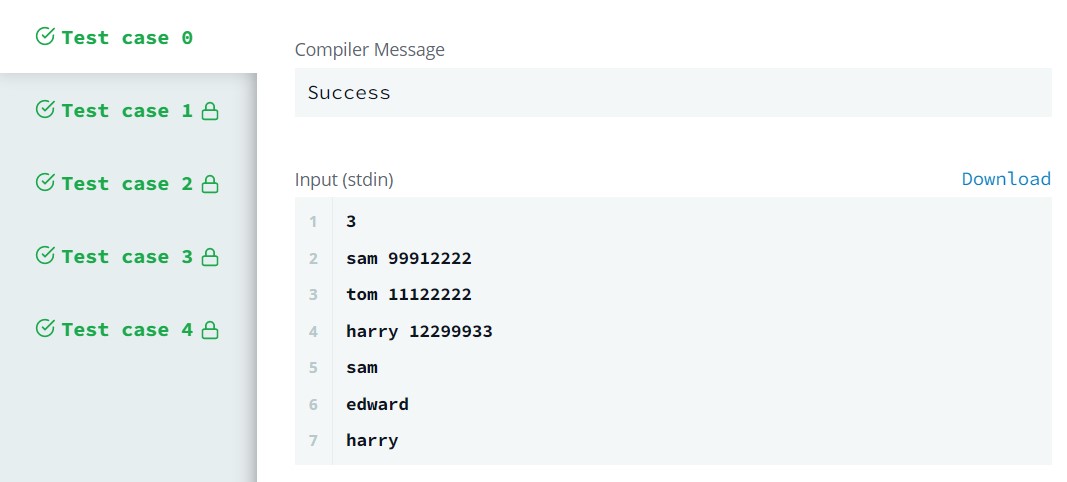 Test case 0
Test case 1
Test case 2
Test case 3
Test case 4
Compiler Message
Success
Input (stdin)
Download
1 3
2 sam 99912222
3 tom 11122222
4 harry 12299933
5 sam
6 edward
7 harry